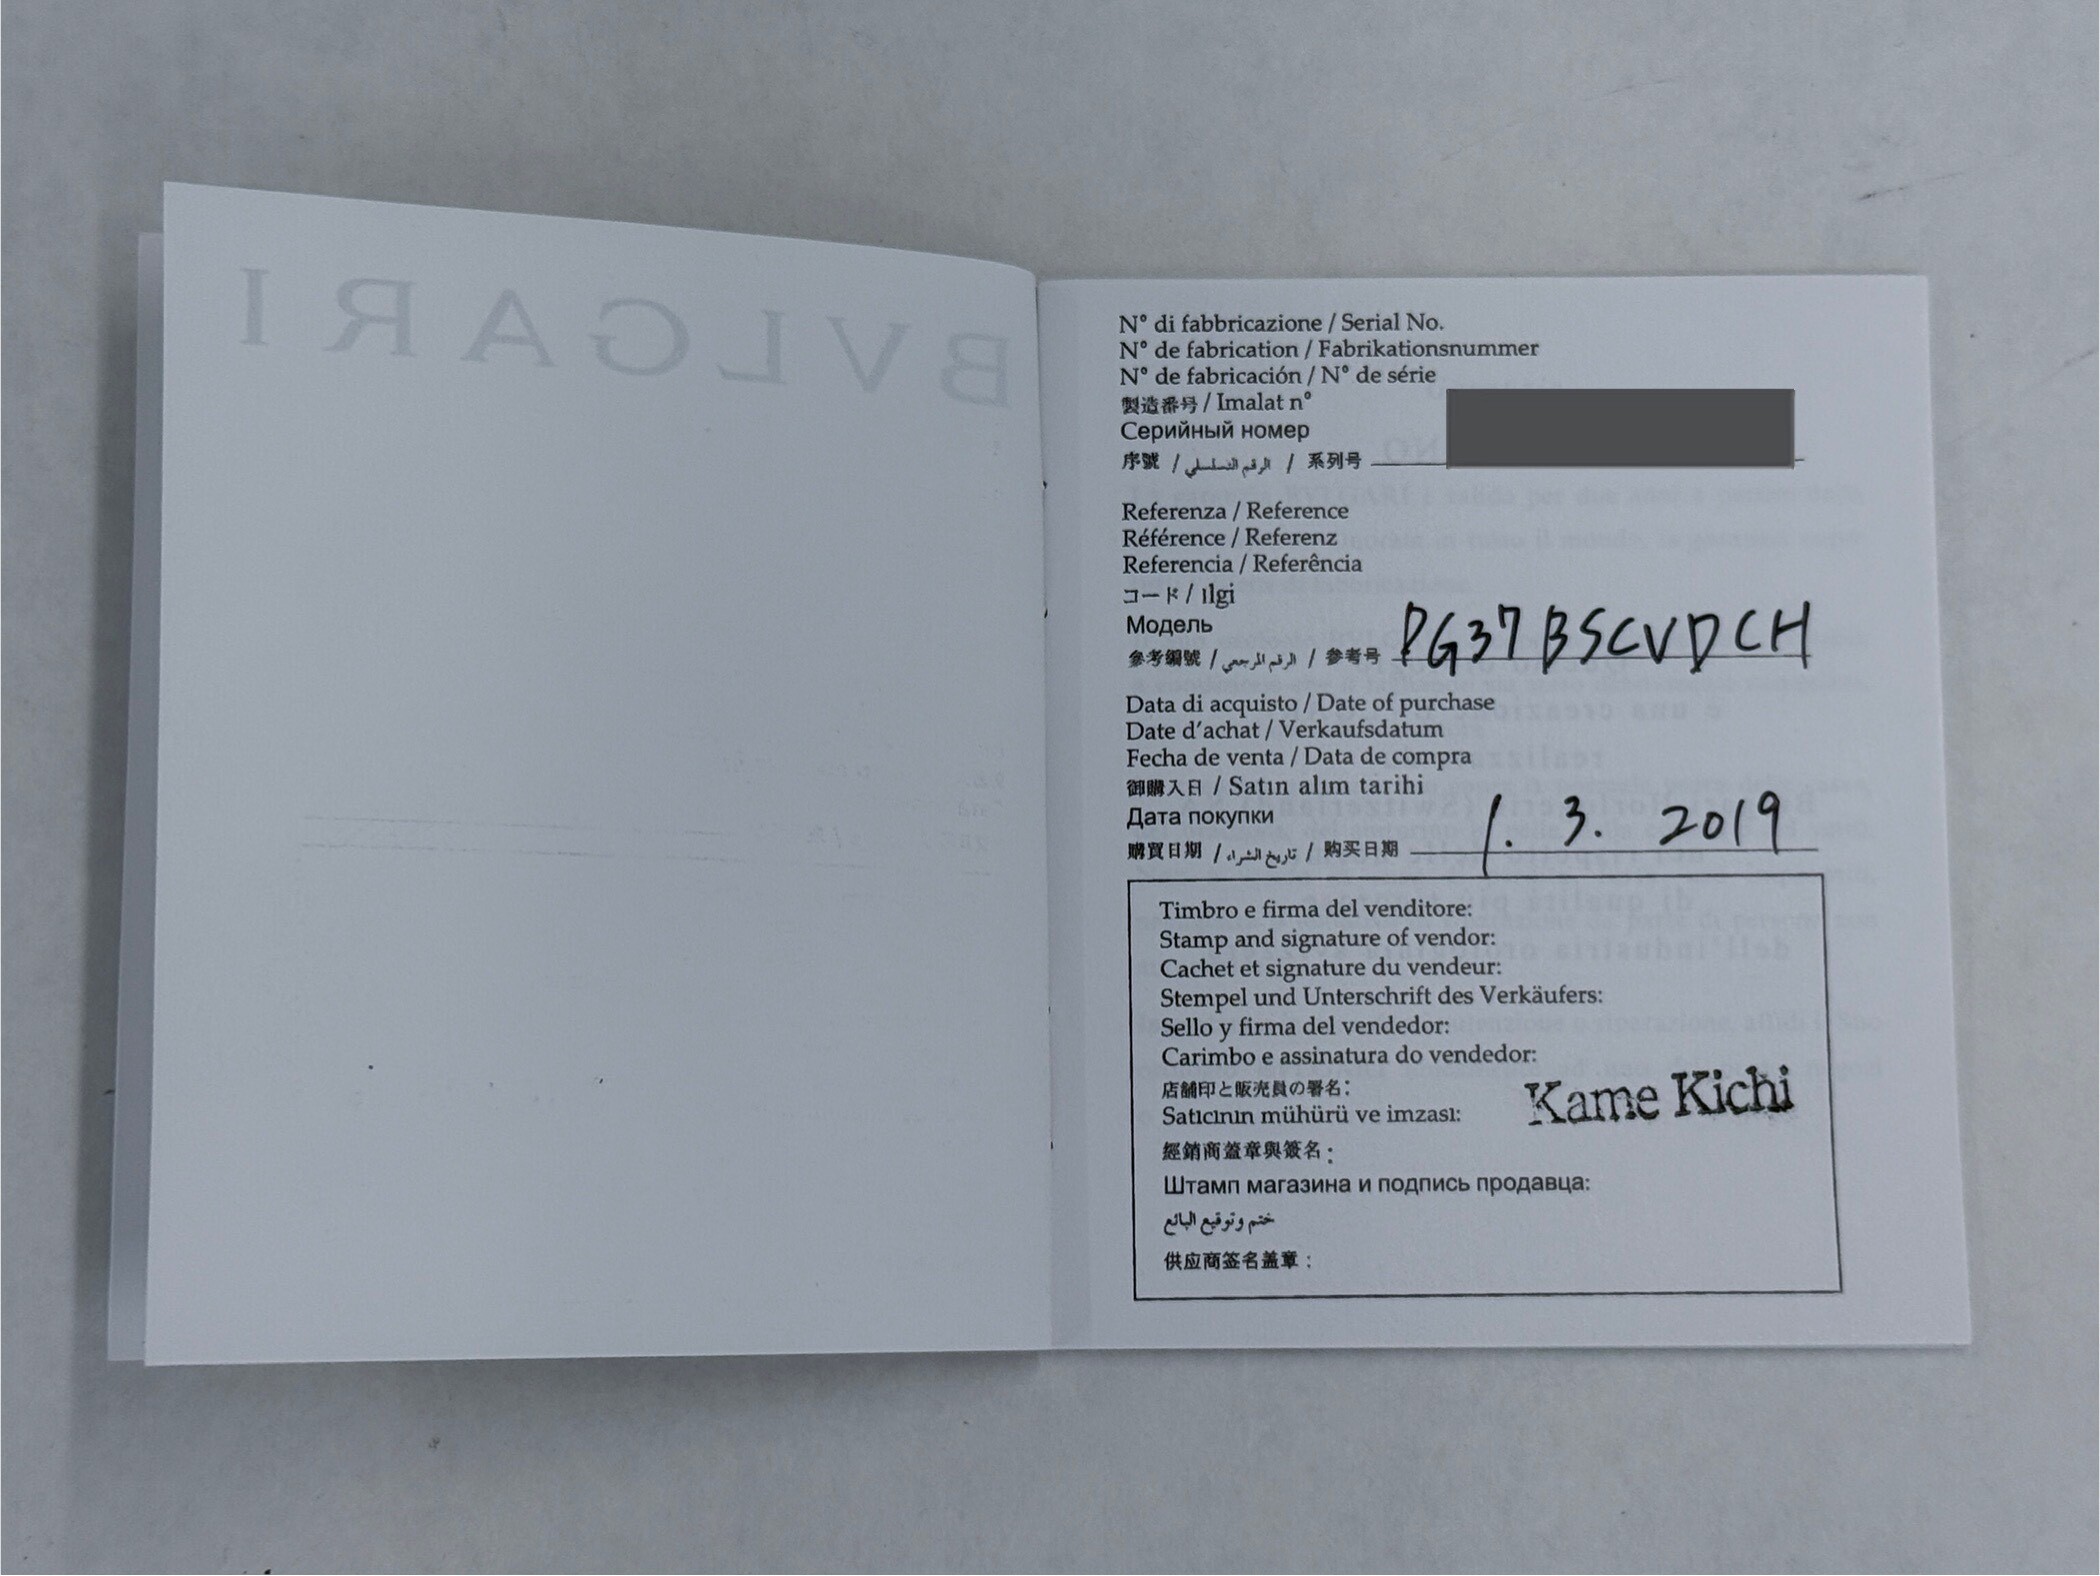 BVLGARI
N° di fabbricazione / Serial No.
N° de fabrication / Fabrikationsnummer
N° de fabricación / N° de série
製造番号 / Imalat n°
Серийный номер
序號 / الرقم التسلسلي / 系列号
Referenza / Reference
Référence / Referenz
Referencia / Referência
コード / ılgi
Модель
參考編號 / الرقم المرجعي / 参考号 PG37BSCVDCH
Data di acquisto / Date of purchase
Date d'achat / Verkaufsdatum
Fecha de venta / Data de compra
御購入日 / Satın alım tarihi
Дата покупки
購買日期 / تاريخ الشراء / 购买日期 1. 3. 2019
Timbro e firma del venditore:
Stamp and signature of vendor:
Cachet et signature du vendeur:
Stempel und Unterschrift des Verkäufers:
Sello y firma del vendedor:
Carimbo e assinatura do vendedor:
店舗印と販売員の署名:
Satıcının mühürü ve imzası: Kame Kichi
經銷商蓋章與簽名:
Штамп магазина и подпись продавца:
ختم وتوقيع البائع
供应商签名盖章: